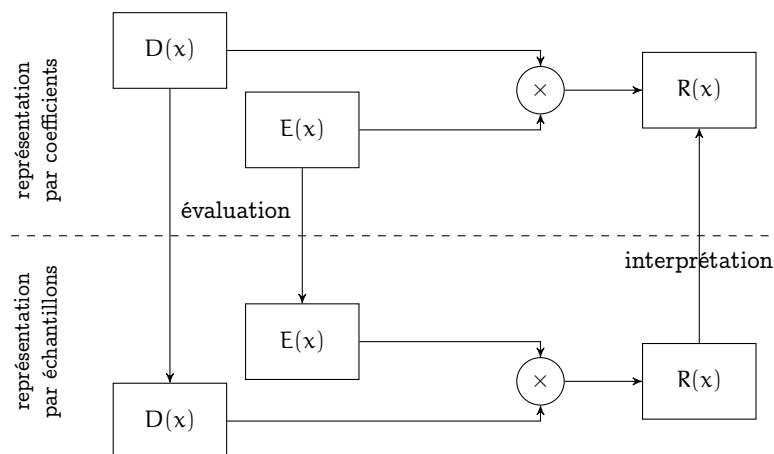 D(x)
×
R(x)
représentation
par coefficients
E(x)
évaluation
interprétation
représentation
par échantillons
E(x)
×
R(x)
D(x)